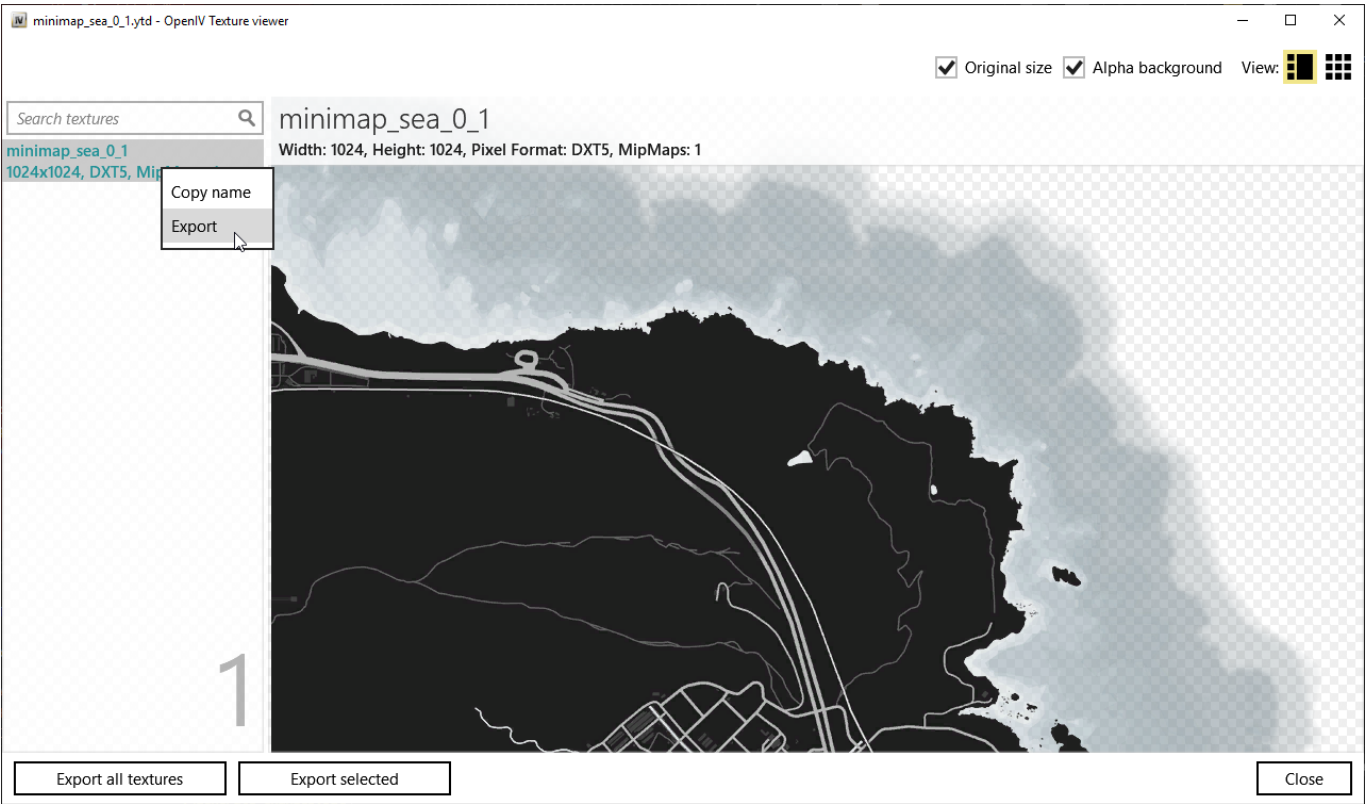 IV minimap_sea_0_1.ytd - OpenIV Texture viewer
Original size Alpha background View:
Search textures
minimap_sea_0_1
Width: 1024, Height: 1024, Pixel Format: DXT5, MipMaps: 1
minimap_sea_0_1
1024x1024, DXT5,
Copy name
Export
1
Export all textures Export selected Close